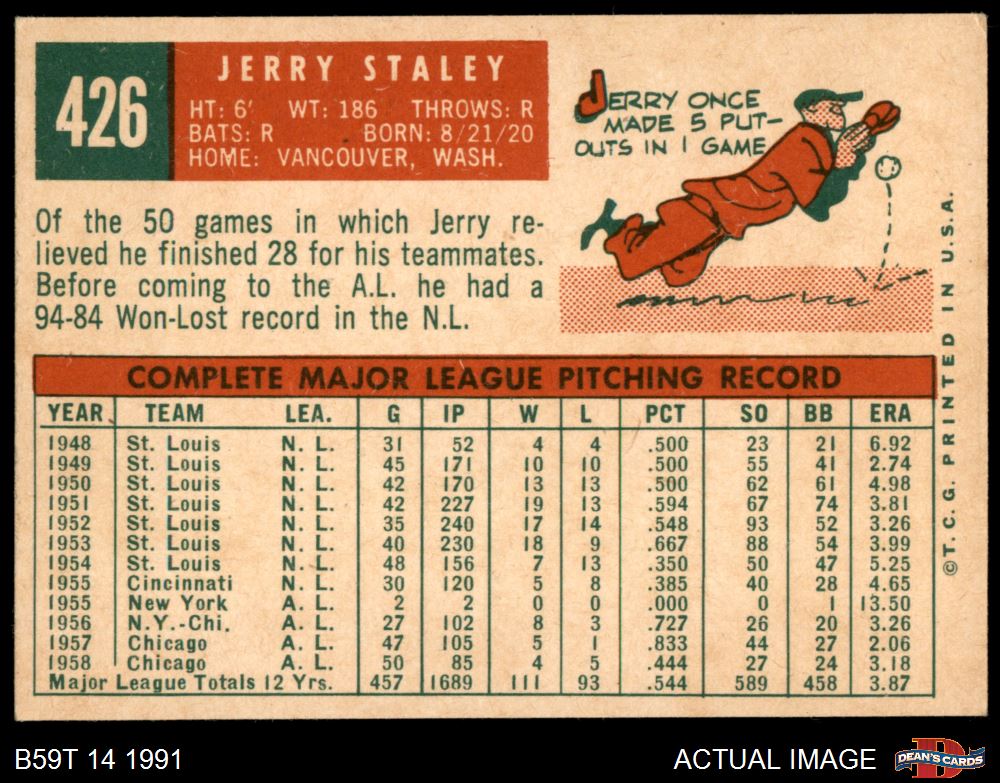 426
JERRY STALEY
HT: 6' WT: 186 THROWS: R
BATS: R BORN: 8/21/20
HOME: VANCOUVER, WASH.
JERRY ONCE
MADE 5 PUT-
OUTS IN 1 GAME
Of the 50 games in which Jerry re-
lieved he finished 28 for his teammates.
Before coming to the A.L. he had a
94-84 Won-Lost record in the N.L.
COMPLETE MAJOR LEAGUE PITCHING RECORD
YEAR TEAM LEA. G IP W L PCT SO BB ERA
1948 St. Louis N. L. 31 52 4 4 .500 23 21 6.92
1949 St. Louis N. L. 45 171 10 10 .500 55 41 2.74
1950 St. Louis N. L. 42 170 13 13 .500 62 61 4.98
1951 St. Louis N. L. 42 227 19 13 .594 67 74 3.81
1952 St. Louis N. L. 35 240 17 14 .548 93 52 3.26
1953 St. Louis N. L. 40 230 18 9 .667 88 54 3.99
1954 St. Louis N. L. 48 156 7 13 .350 50 47 5.25
1955 Cincinnati N. L. 30 120 5 8 .385 40 28 4.65
1955 New York A. L. 2 2 0 0 .000 0 1 13.50
1956 N.Y.-Chi. A. L. 27 102 8 3 .727 26 20 3.26
1957 Chicago A. L. 47 105 5 1 .833 44 27 2.06
1958 Chicago A. L. 50 85 4 5 .444 27 24 3.18
Major League Totals 12 Yrs. 457 1689 111 93 .544 589 458 3.87
©T. C. G. PRINTED IN U.S.A.
B59T 14 1991
ACTUAL IMAGE
DEAN'S CARDS